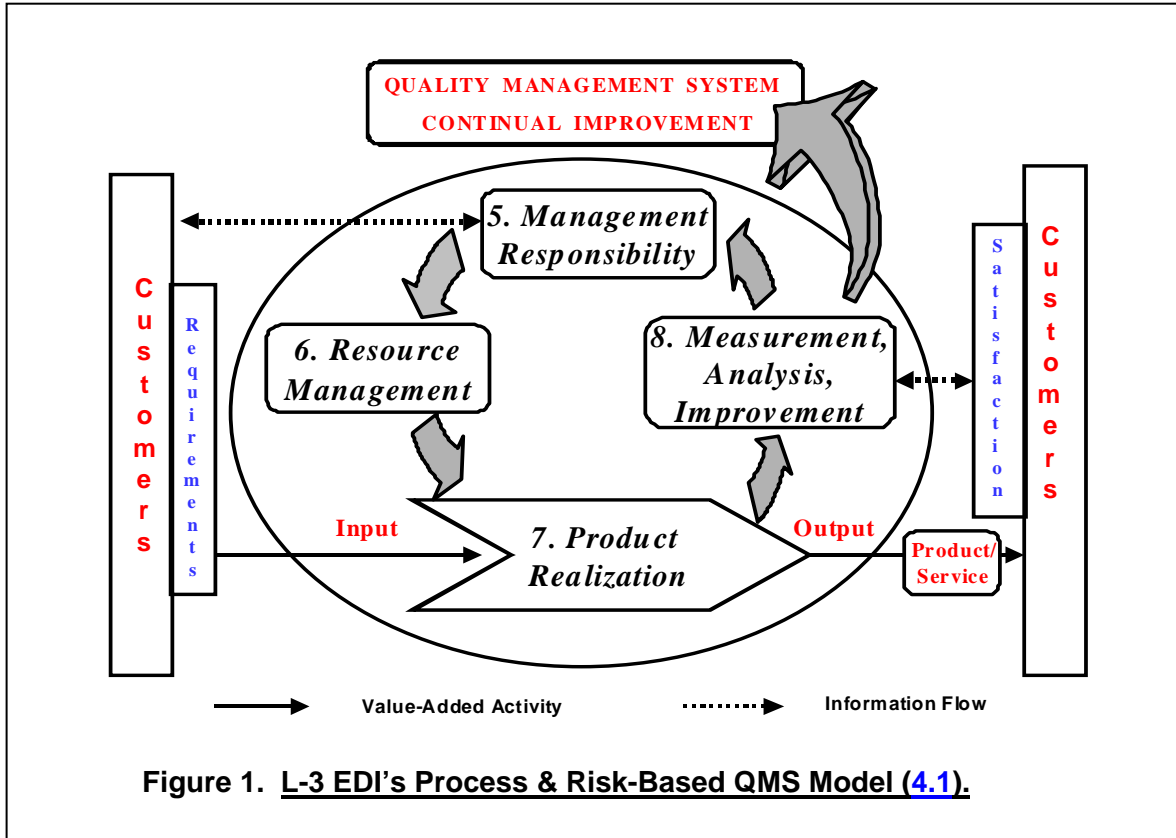 QUALITY MANAGEMENT SYSTEM
CONTINUAL IMPROVEMENT
5. Management
Responsibility
Customers
Requirements
6. Resource
Management
8. Measurement,
Analysis,
Improvement
Satisfaction
Customers
Input
7. Product
Realization
Output
Product/
Service
Value-Added Activity
Information Flow
Figure 1. L-3 EDI’s Process & Risk-Based QMS Model (4.1).